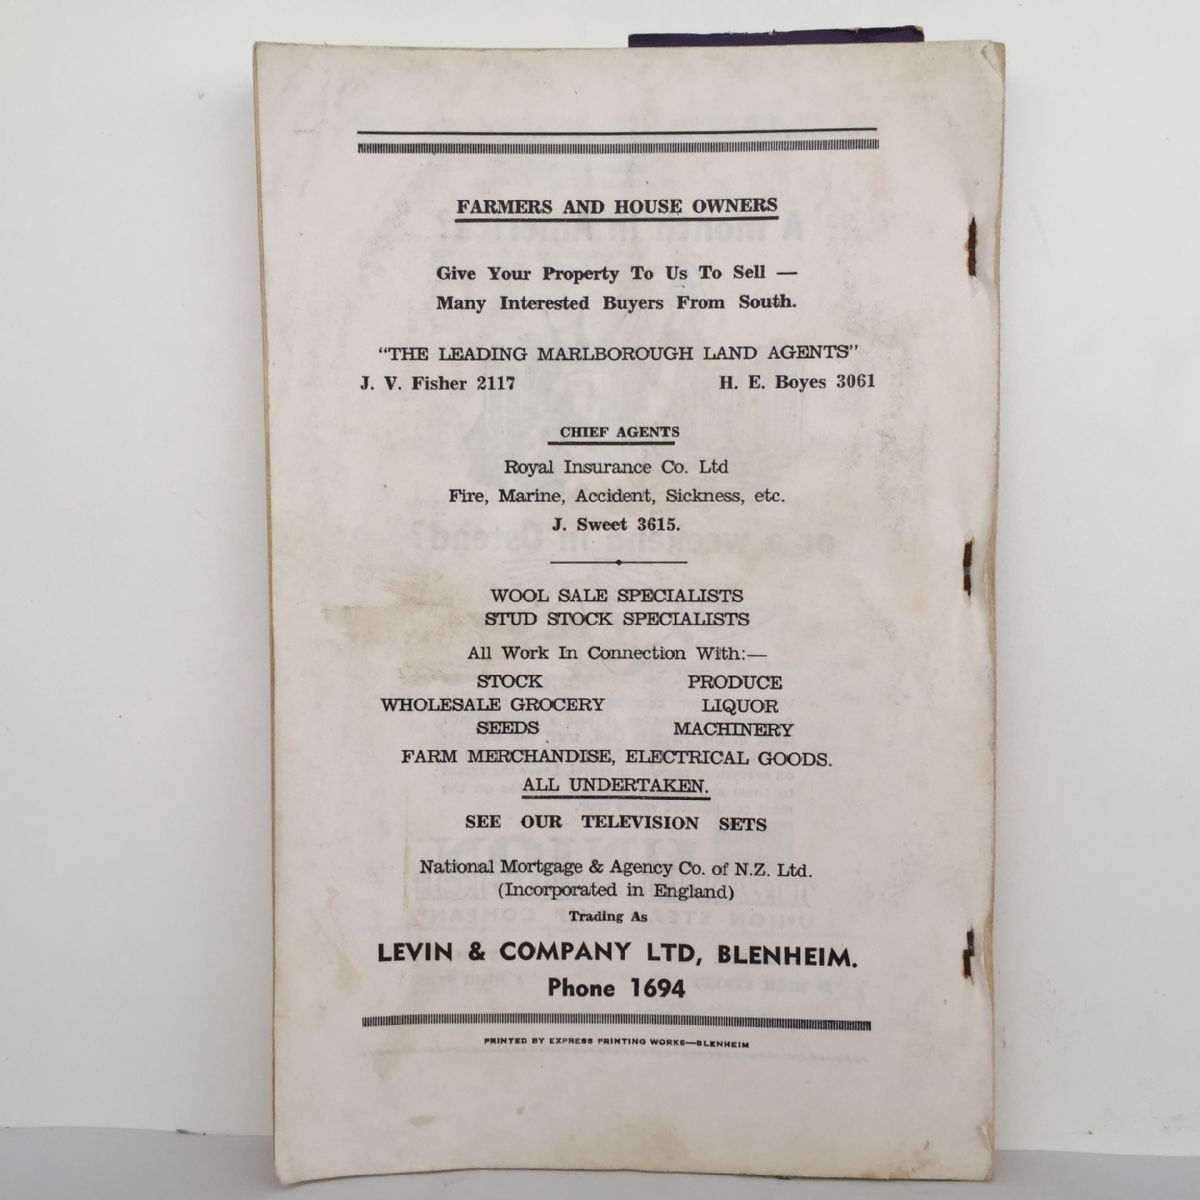 FARMERS AND HOUSE OWNERS
Give Your Property To Us To Sell —
Many Interested Buyers From South.
"THE LEADING MARLBOROUGH LAND AGENTS"
J. V. Fisher 2117 H. E. Boyes 3061
CHIEF AGENTS
Royal Insurance Co. Ltd
Fire, Marine, Accident, Sickness, etc.
J. Sweet 3615.
WOOL SALE SPECIALISTS
STUD STOCK SPECIALISTS
All Work In Connection With:—
STOCK PRODUCE
WHOLESALE GROCERY LIQUOR
SEEDS MACHINERY
FARM MERCHANDISE, ELECTRICAL GOODS.
ALL UNDERTAKEN.
SEE OUR TELEVISION SETS
National Mortgage & Agency Co. of N.Z. Ltd.
(Incorporated in England)
Trading As
LEVIN & COMPANY LTD, BLENHEIM.
Phone 1694
PRINTED BY EXPRESS PRINTING WORKS—BLENHEIM